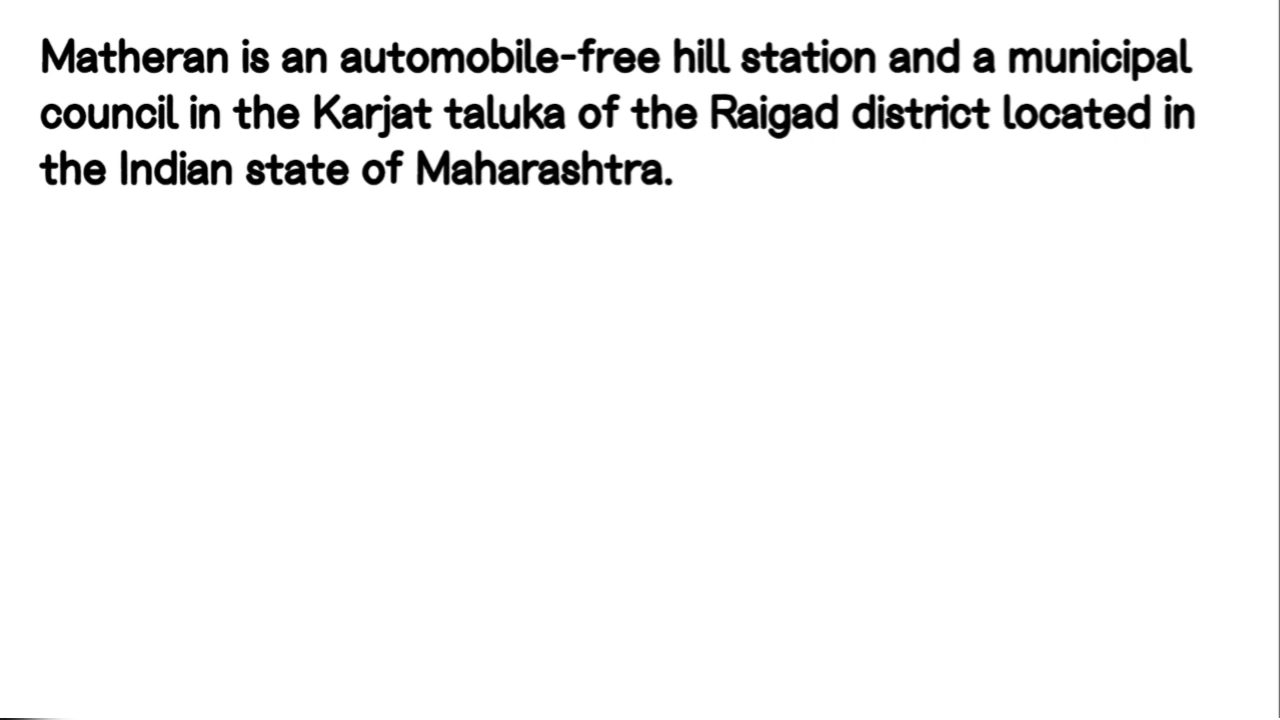 Matheran is an automobile-free hill station and a municipal
council in the Karjat taluka of the Raigad district located in
the Indian state of Maharashtra.